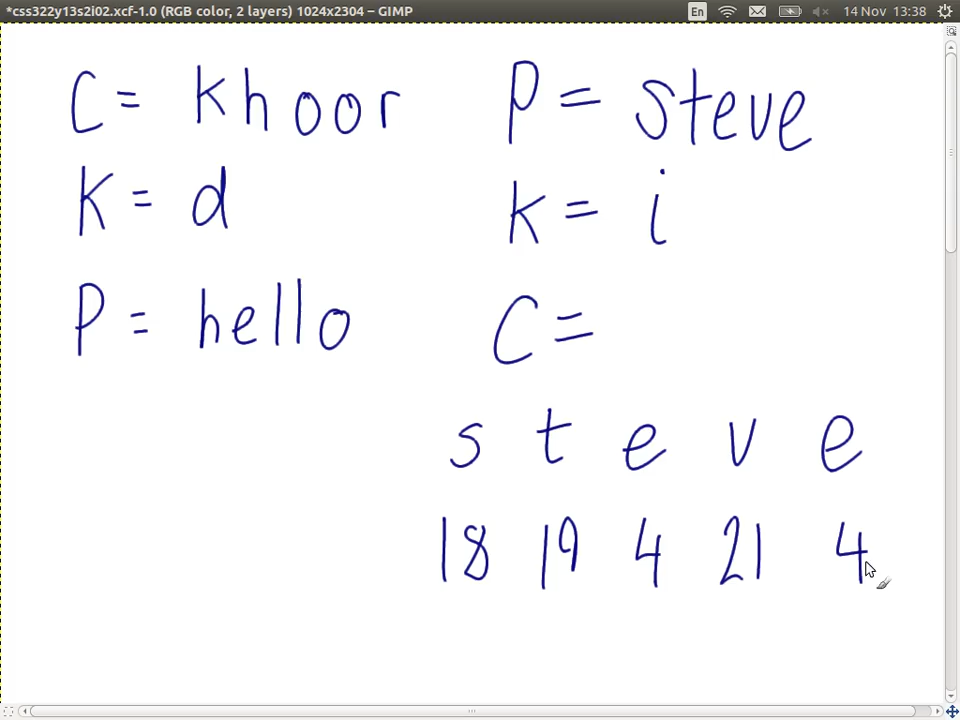 *css322y13s2i02.xcf-1.0 (RGB color, 2 layers) 1024x2304 – GIMP
En
14 Nov 13:38
C = khoor
K = d
P = hello
P = steve
k = i
C =
s t e v e
18 19 4 21 4